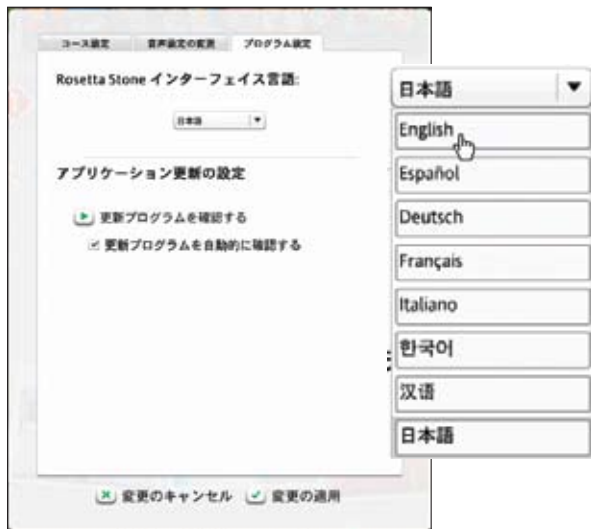 コース設定 音声設定の変更 プログラム設定
Rosetta Stone インターフェイス言語:
日本語
アプリケーション更新の設定
更新プログラムを確認する
更新プログラムを自動的に確認する
変更のキャンセル 変更の適用
日本語
English
Español
Deutsch
Français
Italiano
한국어
汉语
日本語